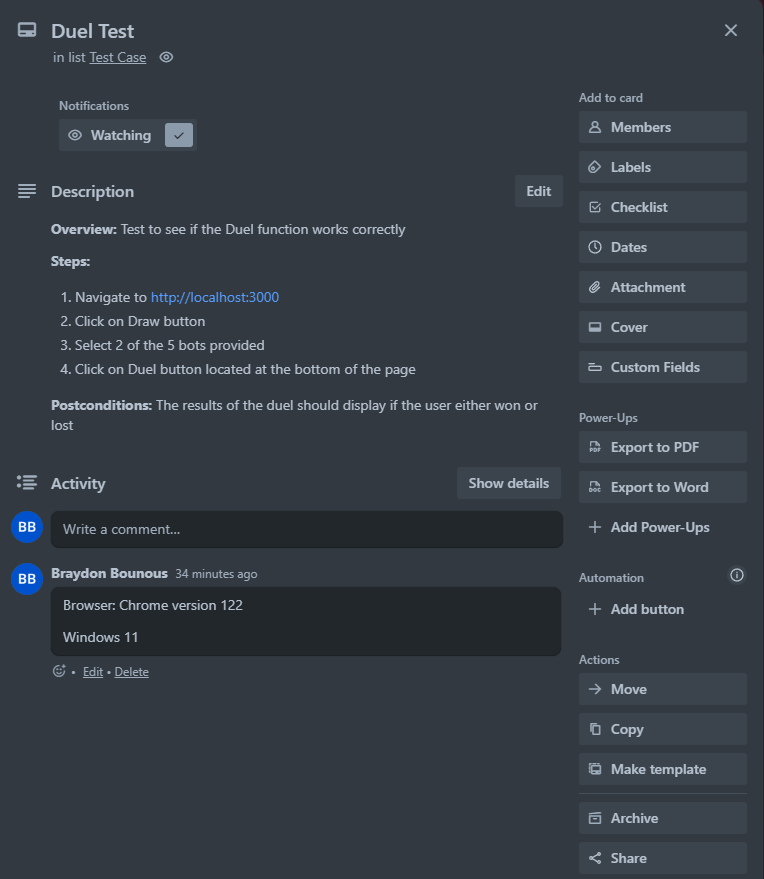 Duel Test
in list Test Case
Notifications
Watching
Description
Edit
Overview: Test to see if the Duel function works correctly
Steps:
1. Navigate to http://localhost:3000
2. Click on Draw button
3. Select 2 of the 5 bots provided
4. Click on Duel button located at the bottom of the page
Postconditions: The results of the duel should display if the user either won or
lost
Activity
Show details
BB
Write a comment...
BB
Braydon Bounous 34 minutes ago
Browser: Chrome version 122
Windows 11
• Edit • Delete
Add to card
Members
Labels
Checklist
Dates
Attachment
Cover
Custom Fields
Power-Ups
PDF
Export to PDF
DOC
Export to Word
Add Power-Ups
Automation
Add button
Actions
Move
Copy
Make template
Archive
Share